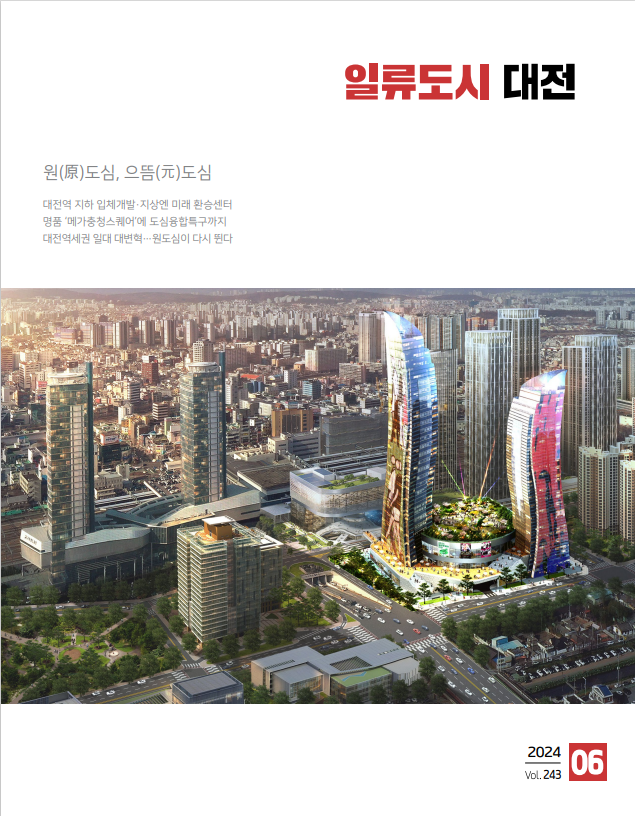 일류도시 대전
원(原)도심, 으뜸(元)도심
대전역 지하 입체개발·지상엔 미래 환승센터
명품 '메가충청스퀘어'에 도심융합특구까지
대전역세권 일대 대변혁…원도심이 다시 뛴다
2024
Vol. 243
06